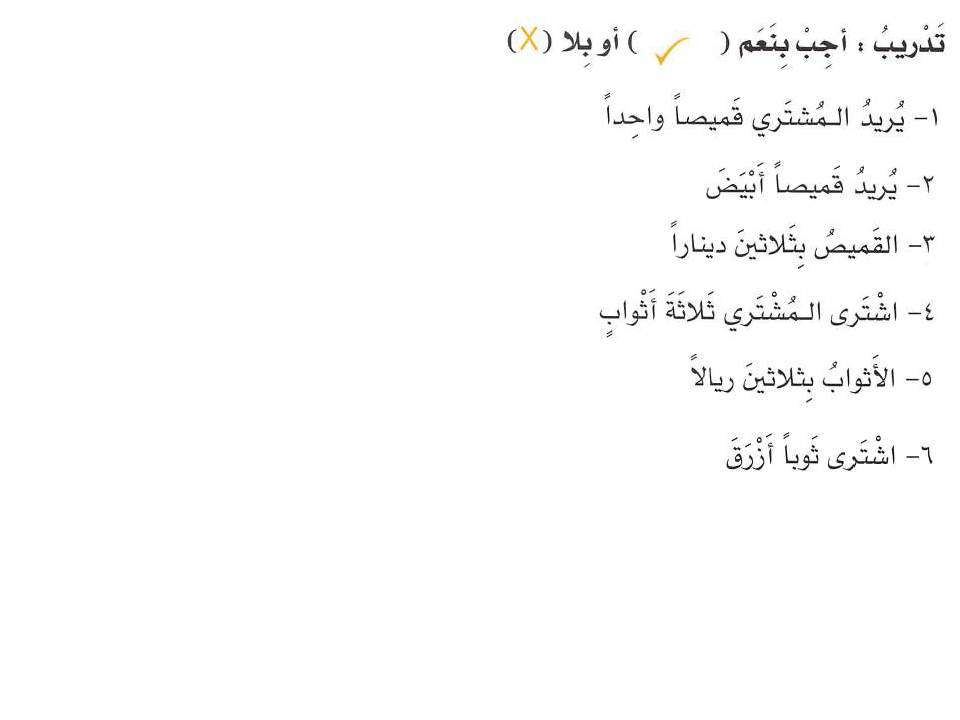 تَدْريبُ : أجِبْ بِنَعَم ( ✓ ) أو بِلا (X)
١- يُريدُ الـمُشتَري قَميصاً واحِداً
٢- يُريدُ قَميصاً أَبْيَضَ
٣- القَميصُ بِثَلاثينَ ديناراً
٤- اشْتَرى الـمُشْتَري ثَلاثَةَ أَثْوابٍ
٥- الأَثوابُ بِثلاثينَ ريالاً
٦- اشْتَرى ثَوباً أَزْرَقَ